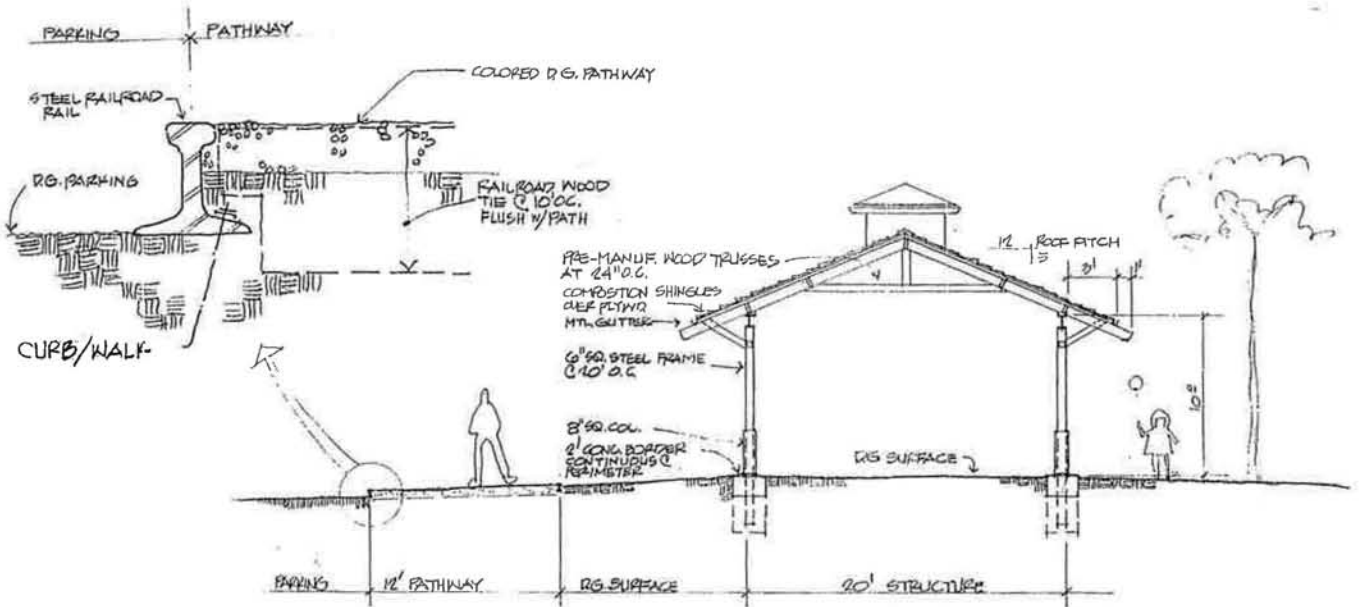 PARKING
PATHWAY
COLORED D.G. PATHWAY
STEEL RAILROAD
RAIL
D.G. PARKING
RAILROAD WOOD
TIE @ 10' O.C.
FLUSH W/PATH
CURB/WALK
12
ROOF PITCH
PRE-MANUF. WOOD TRUSSES
AT 24" O.C.
4
3'
1'
COMPOSTION SHINGLES
OVER PLYWD
MTL GUTTER
6" SQ. STEEL FRAME
@ 20' O.C.
10'0
8" SQ. COL.
2' CONC. BORDER
CONTINUOUS @
PERIMETER
DG SURFACE
PARKING
12' PATHWAY
DG SURFACE
20' STRUCTURE